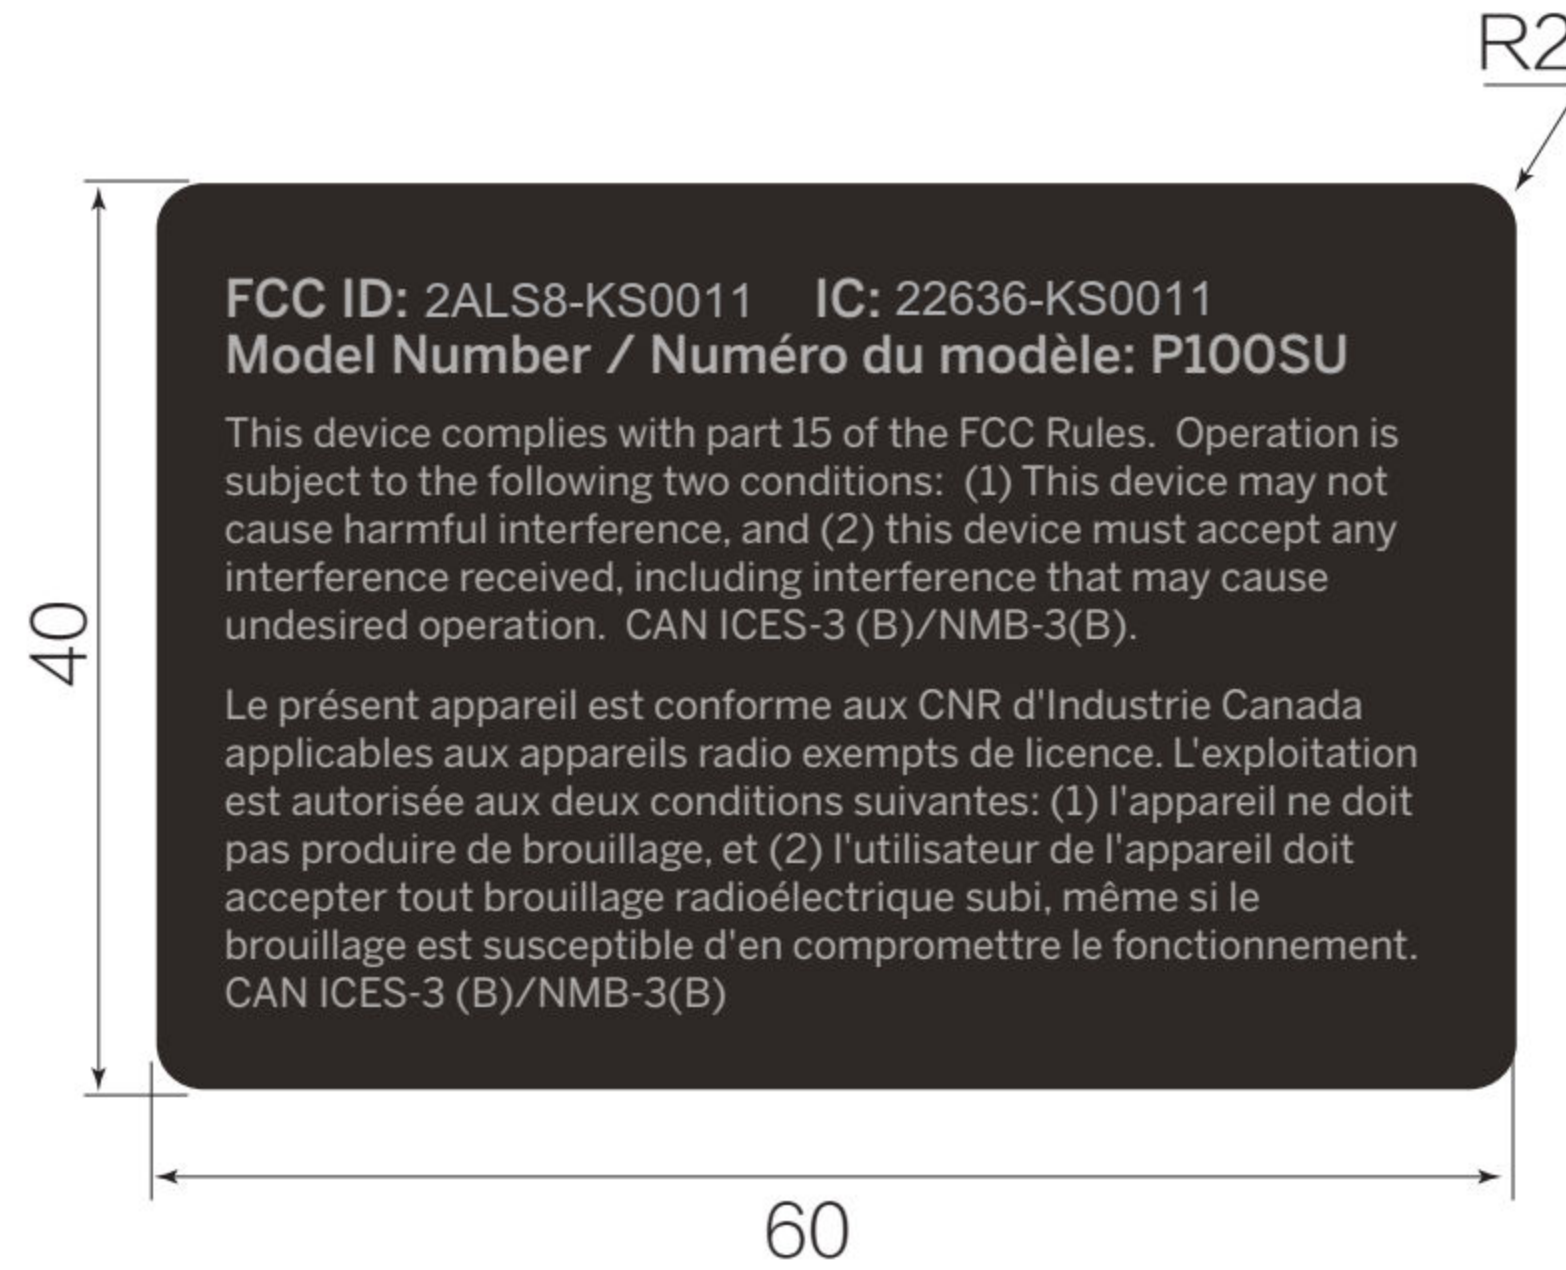 R2
FCC ID: 2ALS8-KS0011 IC: 22636-KS0011
Model Number / Numéro du modèle: P100SU
This device complies with part 15 of the FCC Rules. Operation is
subject to the following two conditions: (1) This device may not
cause harmful interference, and (2) this device must accept any
interference received, including interference that may cause
undesired operation. CAN ICES-3 (B)/NMB-3(B).
Le présent appareil est conforme aux CNR d'Industrie Canada
applicables aux appareils radio exempts de licence. L'exploitation
est autorisée aux deux conditions suivantes: (1) l'appareil ne doit
pas produire de brouillage, et (2) l'utilisateur de l'appareil doit
accepter tout brouillage radioélectrique subi, même si le
brouillage est susceptible d'en compromettre le fonctionnement.
CAN ICES-3 (B)/NMB-3(B)
40
60